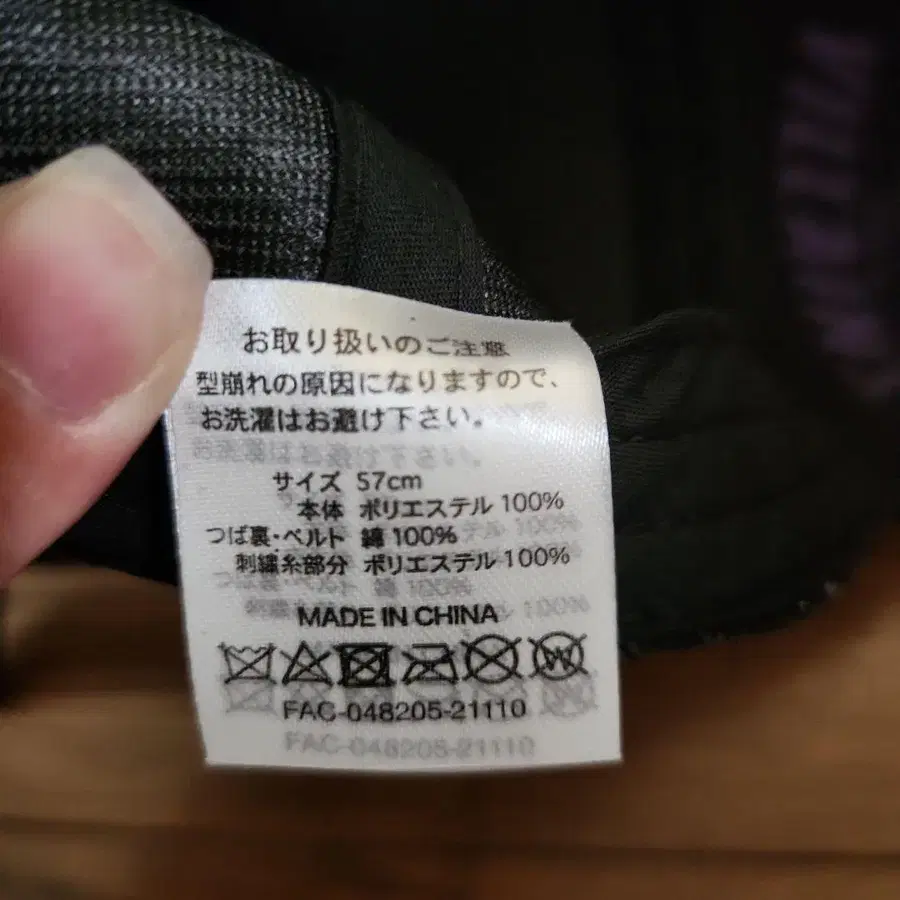 お取り扱いのご注意
型崩れの原因になりますので、
お洗濯はお避け下さい。
サイズ 57cm
本体 ポリエステル 100%
つば裏・ベルト 綿100%
刺繍糸部分 ポリエステル 100%
MADE IN CHINA
FAC-048205-21110